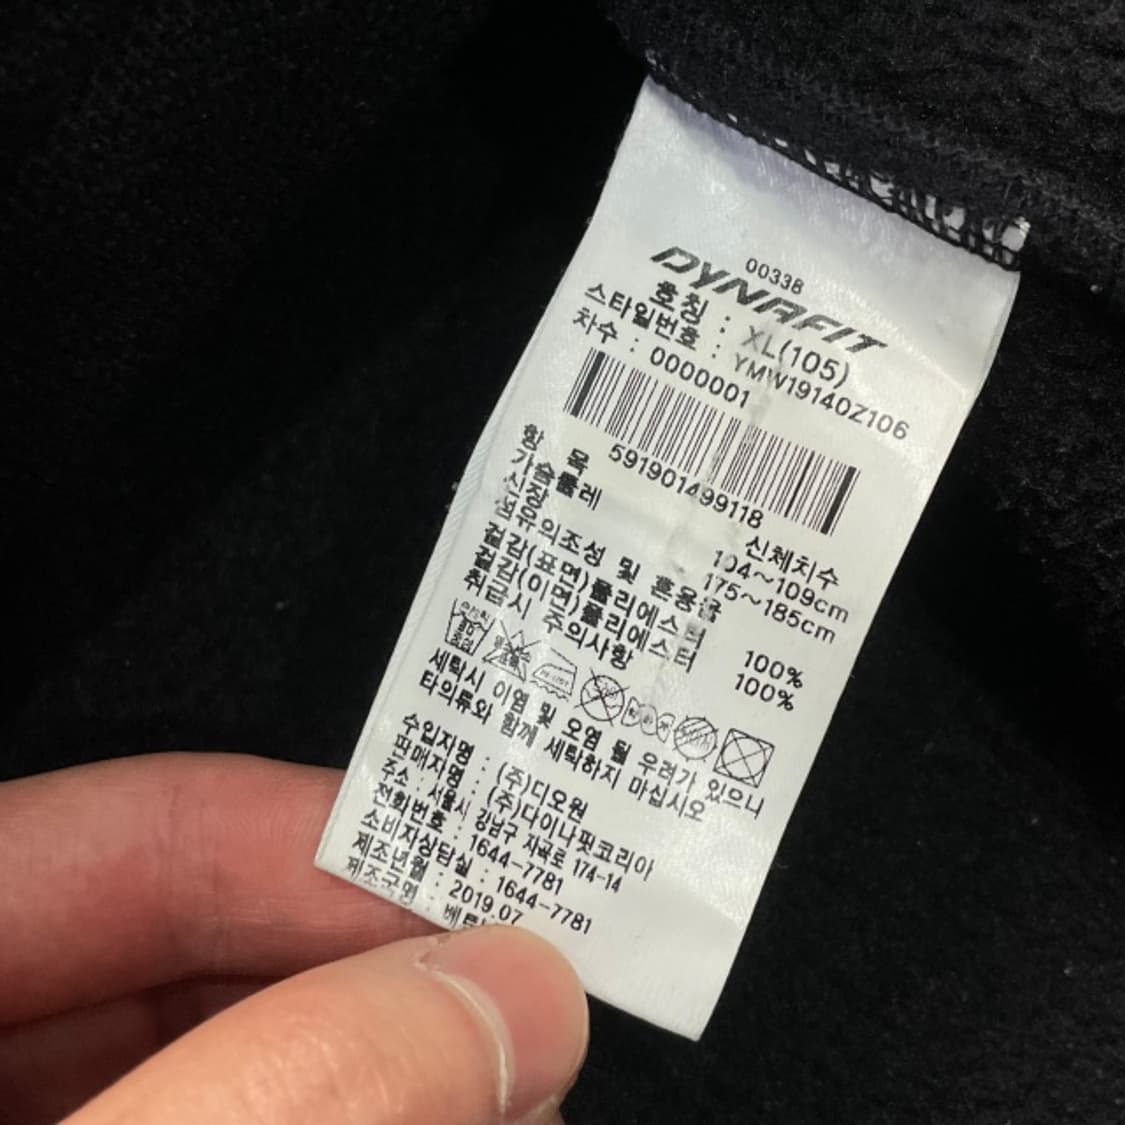 00338
DYNAFIT
호칭 : XL(105)
스타일번호 : YMW19140Z106
차수 : 0000001
591901499118
항 목 신체치수
가슴둘레 104~109cm
신장 175~185cm
섬유의조성 및 혼용율
겉감(표면)폴리에스터 100%
겉감(이면)폴리에스터 100%
취급시 주의사항
세탁시 이염 및 오염 될 우려가 있으니
타의류와 함께 세탁하지 마십시오
수입자명 : (주)디오원
판매자명 : (주)다이나핏코리아
주소 : 서울시 강남구 자곡로 174-14
전화번호 : 1644-7781
소비자상담실 : 1644-7781
제조년월 : 2019.07
제조국명 :